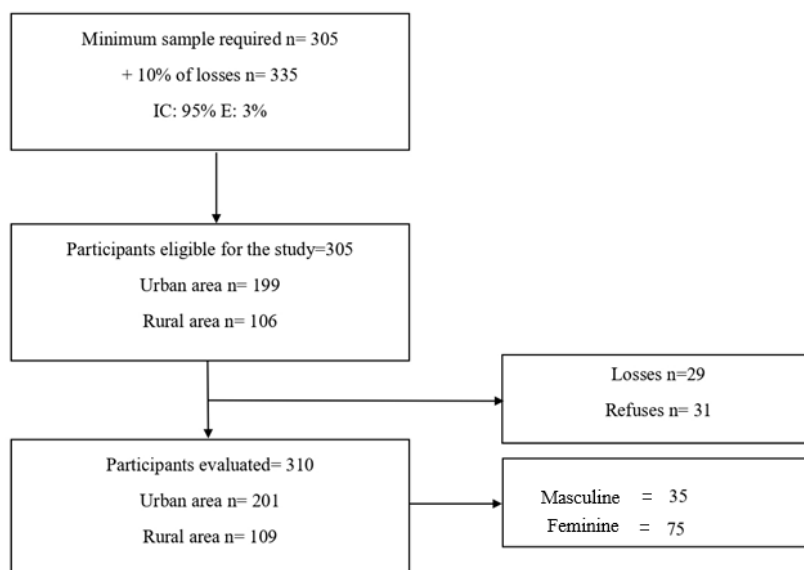 Minimum sample required n= 305
+ 10% of losses n= 335
IC: 95% E: 3%
Participants eligible for the study=305
Urban area n= 199
Rural area n= 106
Losses n=29
Refuses n= 31
Participants evaluated= 310
Urban area n= 201
Rural area n= 109
Masculine = 35
Feminine = 75